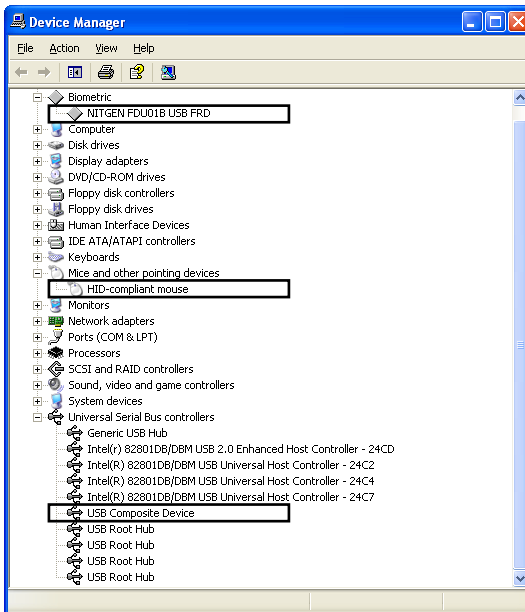 Device Manager
File Action View Help
Biometric
NITGEN FDU01B USB FRD
Computer
Disk drives
Display adapters
DVD/CD-ROM drives
Floppy disk controllers
Floppy disk drives
Human Interface Devices
IDE ATA/ATAPI controllers
Keyboards
Mice and other pointing devices
HID-compliant mouse
Monitors
Network adapters
Ports (COM & LPT)
Processors
SCSI and RAID controllers
Sound, video and game controllers
System devices
Universal Serial Bus controllers
Generic USB Hub
Intel(r) 82801DB/DBM USB 2.0 Enhanced Host Controller - 24CD
Intel(R) 82801DB/DBM USB Universal Host Controller - 24C2
Intel(R) 82801DB/DBM USB Universal Host Controller - 24C4
Intel(R) 82801DB/DBM USB Universal Host Controller - 24C7
USB Composite Device
USB Root Hub
USB Root Hub
USB Root Hub
USB Root Hub